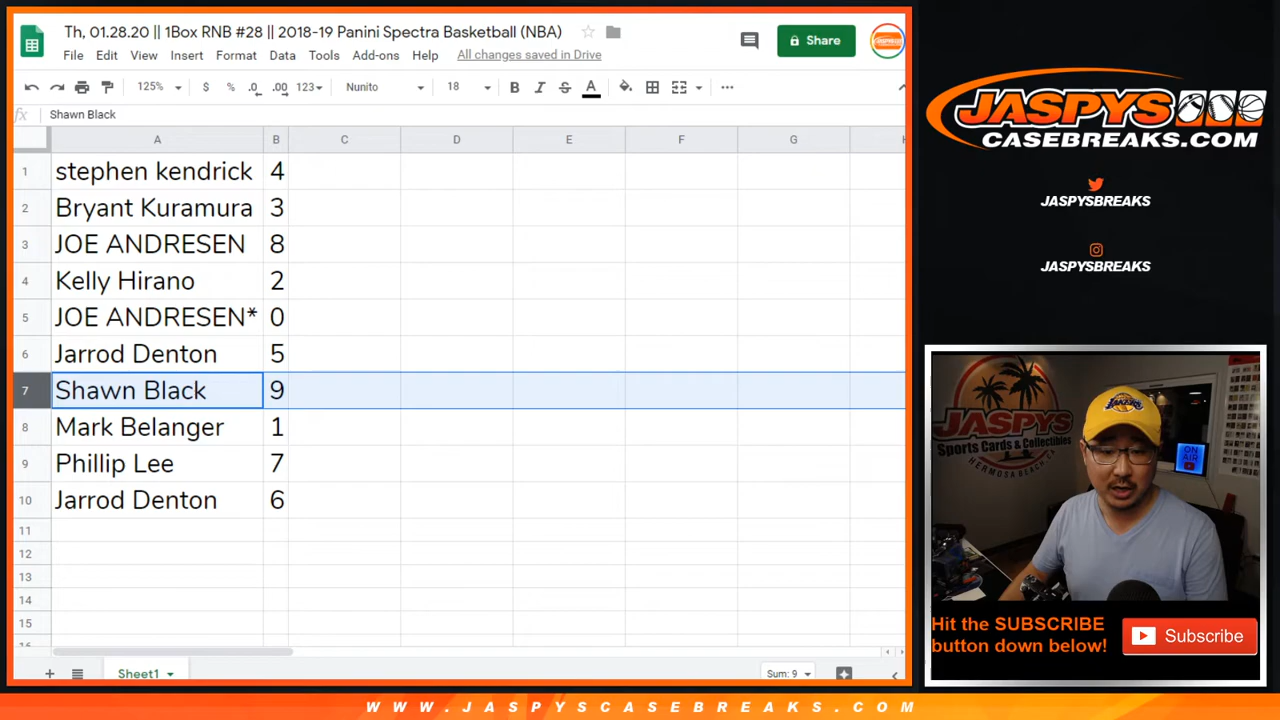 Th, 01.28.20 || 1Box RNB #28 || 2018-19 Panini Spectra Basketball (NBA)
Share
File Edit View Insert Format Data Tools Add-ons Help All changes saved in Drive
125% $ % .0 .00 123 Nunito 18 B I S A
fx Shawn Black
A B C D E F G H
1 stephen kendrick 4
2 Bryant Kuramura 3
3 JOE ANDRESEN 8
4 Kelly Hirano 2
5 JOE ANDRESEN* 0
6 Jarrod Denton 5
7 Shawn Black 9
8 Mark Belanger 1
9 Phillip Lee 7
10 Jarrod Denton 6
11
12
13
14
15
16
Sheet1 Sum: 9
JASPYS
CASEBREAKS.COM
JASPYSBREAKS
JASPYSBREAKS
JASPYS
Sports Cards & Collectibles
HERMOSA BEACH, CA
ON
AIR
Hit the SUBSCRIBE
button down below!
Subscribe
WWW.JASPYSCASEBREAKS.COM